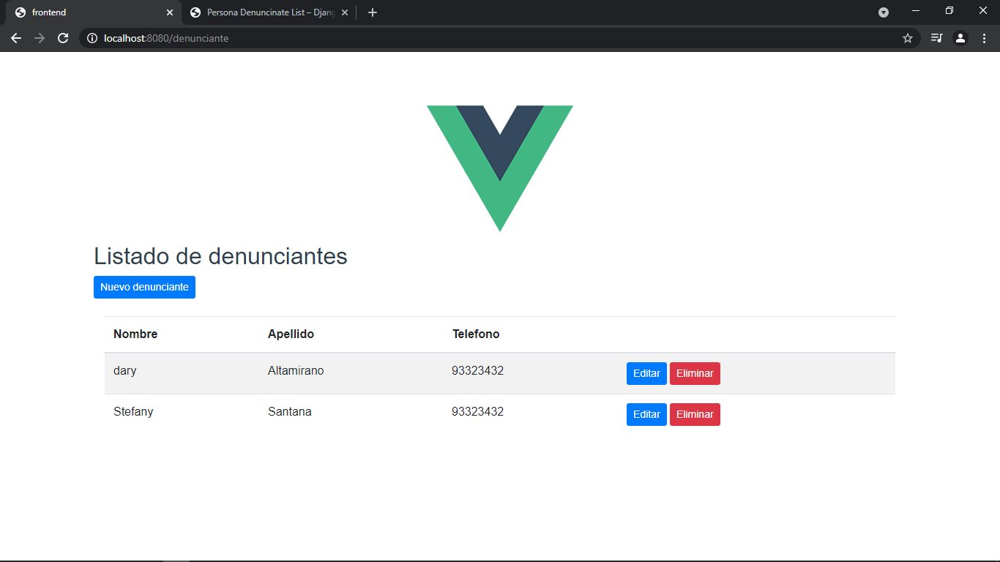 frontend
Persona Denuncinate List – Djang
localhost:8080/denunciante
Listado de denunciantes
Nuevo denunciante
Nombre Apellido Telefono
dary Altamirano 93323432 Editar Eliminar
Stefany Santana 93323432 Editar Eliminar